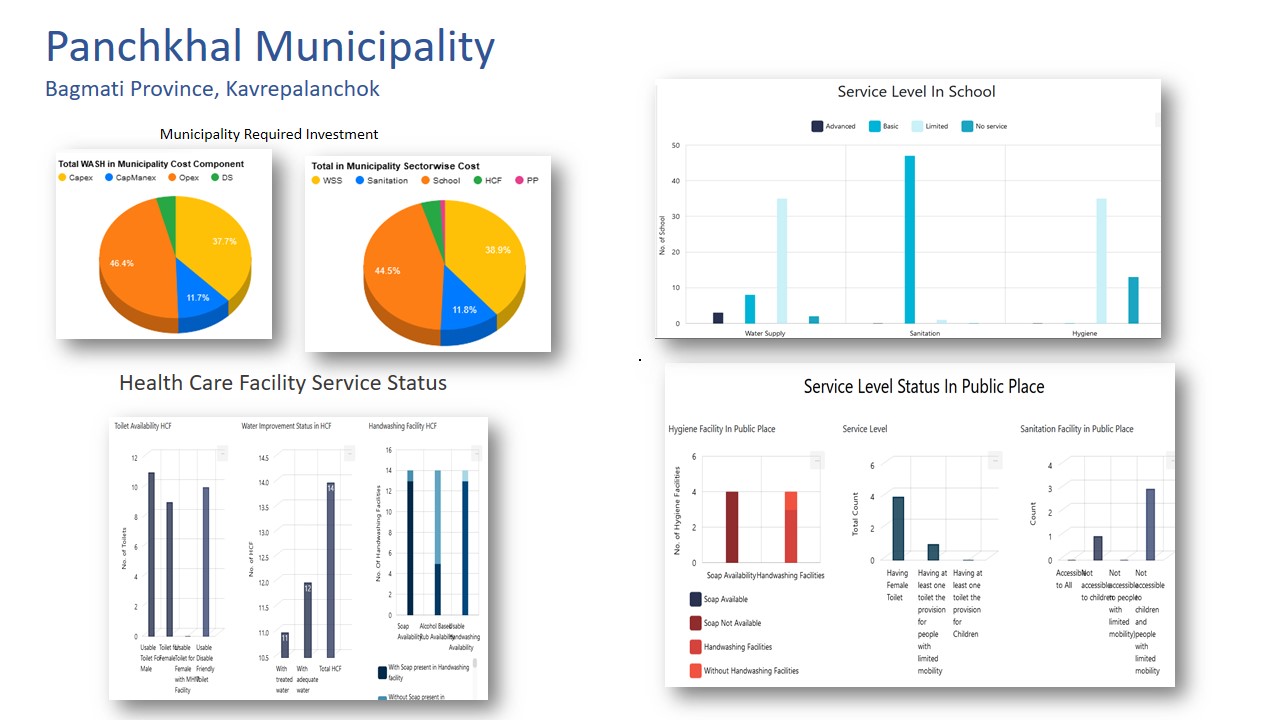 Panchkhal Municipality
Bagmati Province, Kavrepalanchok
Municipality Required Investment
Total WASH in Municipality Cost Component
Capex CapManex Opex DS
37.7%
46.4%
11.7%
Total in Municipality Sectorwise Cost
WSS Sanitation School HCF PP
38.9%
44.5%
11.8%
Health Care Facility Service Status
Toilet Availability HCF
No. of Toilets
12
10
8
6
4
2
0
Usable Toilet For Male
Toilet for Female
Usable Toilet for Female with MHM Facility
Usable Disable Friendly Toilet
Water Improvement Status in HCF
No. of HCF
14.5
14.0
13.5
13.0
12.5
12.0
11.5
11.0
10.5
11
12
14
With treated water
With adequate water
Total HCF
Handwashing Facility HCF
No. Of Handwashing Facilities
16
14
12
10
8
6
4
2
0
Soap Availability
Alcohol Based Rub Availability
Usable Handwashing Availability
With Soap present in Handwashing
facility
Without Soap present in
Service Level In School
Advanced Basic Limited No service
No. of School
50
40
30
20
10
0
Water Supply Sanitation Hygiene
.
Service Level Status In Public Place
Hygiene Facility In Public Place
No. of Hygiene Facilities
6
4
2
0
Soap Availability Handwashing Facilities
Soap Available
Soap Not Available
Handwashing Facilities
Without Handwashing Facilities
Service Level
Total Count
6
4
2
0
Having Female Toilet
Having at least one toilet the provision for people with limited mobility
Having at least one toilet the provision for Children
Sanitation Facility in Public Place
Count
4
3
2
1
0
Accessible to All
Not accessible to children
Not accessible to people with limited mobility
Not accessible to children and people with limited mobility